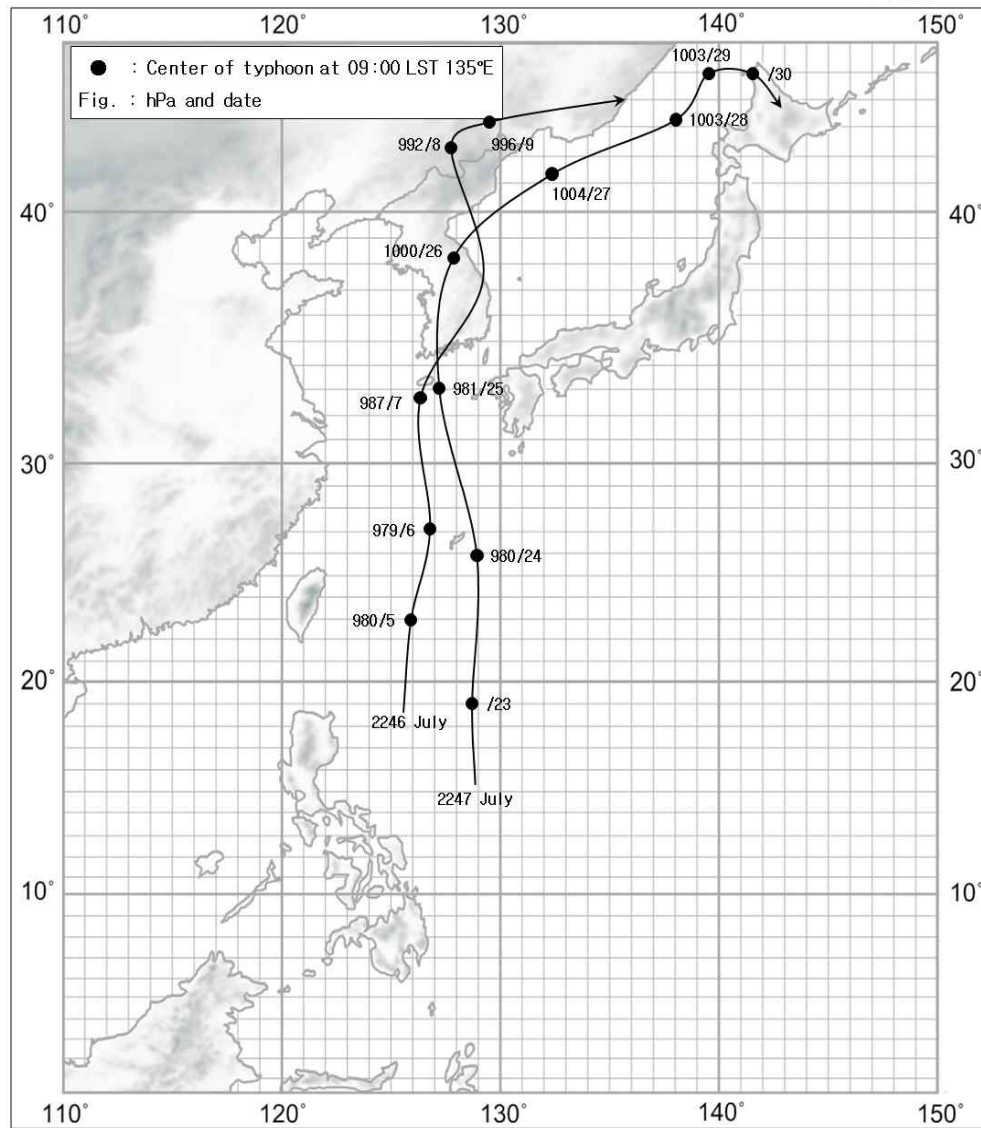 110° 120° 130° 140° 150°
● : Center of typhoon at 09:00 LST 135°E
Fig. : hPa and date
1003/29
/30
992/8
996/9
1003/28
1004/27
40° 40°
1000/26
981/25
987/7
30° 30°
979/6
980/24
980/5
20° 20°
/23
2246 July
2247 July
10° 10°
110° 120° 130° 140° 150°